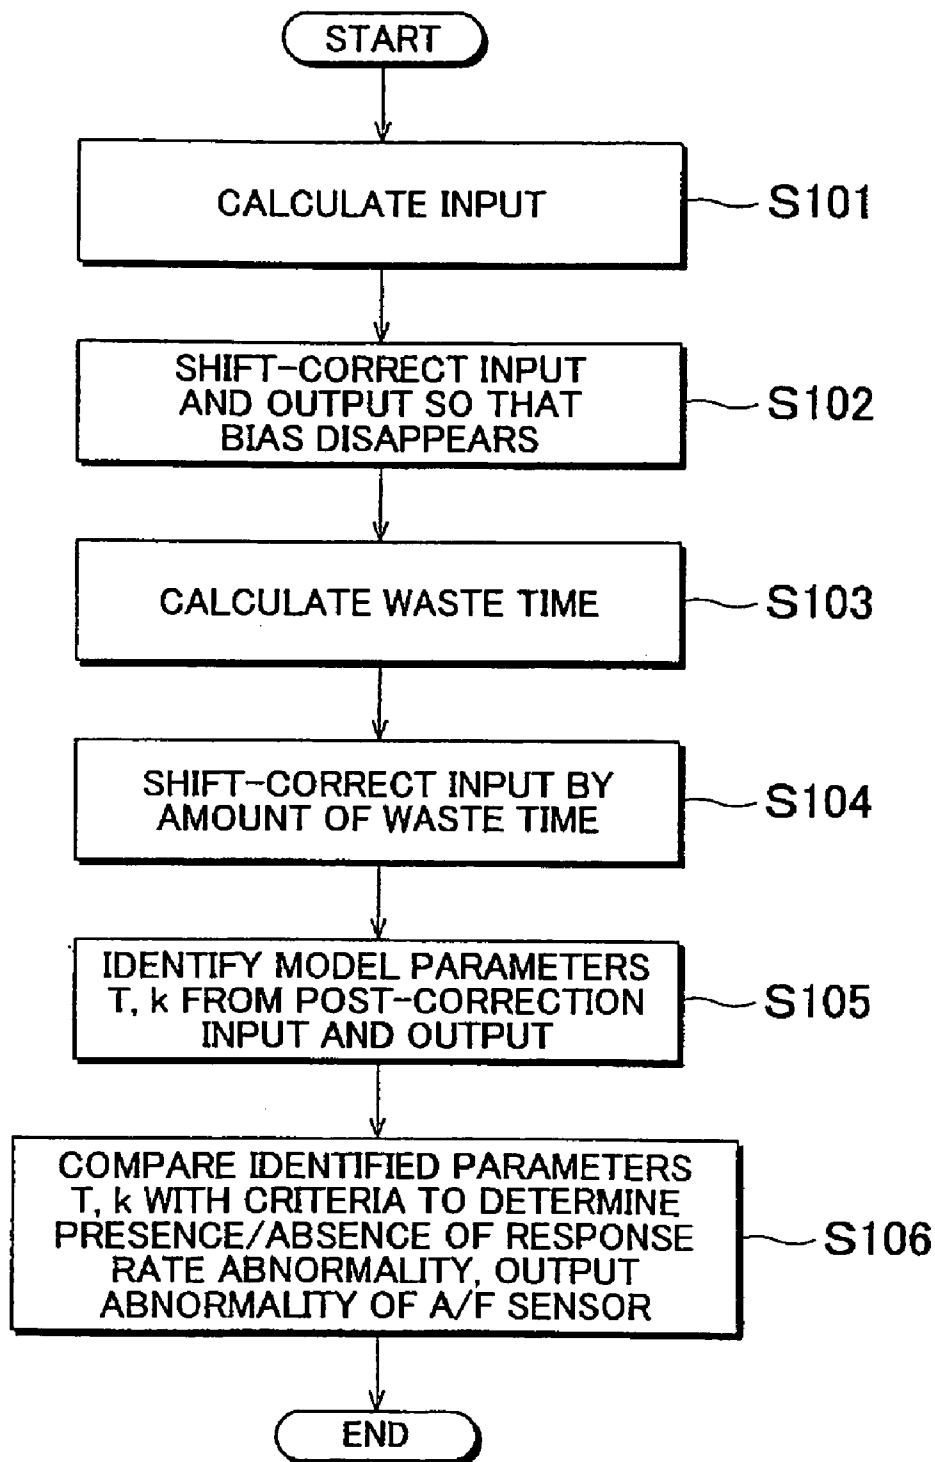 START
CALCULATE INPUT
S101
SHIFT-CORRECT INPUT
AND OUTPUT SO THAT
BIAS DISAPPEARS
S102
CALCULATE WASTE TIME
S103
SHIFT-CORRECT INPUT BY
AMOUNT OF WASTE TIME
S104
IDENTIFY MODEL PARAMETERS
T, k FROM POST-CORRECTION
INPUT AND OUTPUT
S105
COMPARE IDENTIFIED PARAMETERS
T, k WITH CRITERIA TO DETERMINE
PRESENCE/ABSENCE OF RESPONSE
RATE ABNORMALITY, OUTPUT
ABNORMALITY OF A/F SENSOR
S106
END